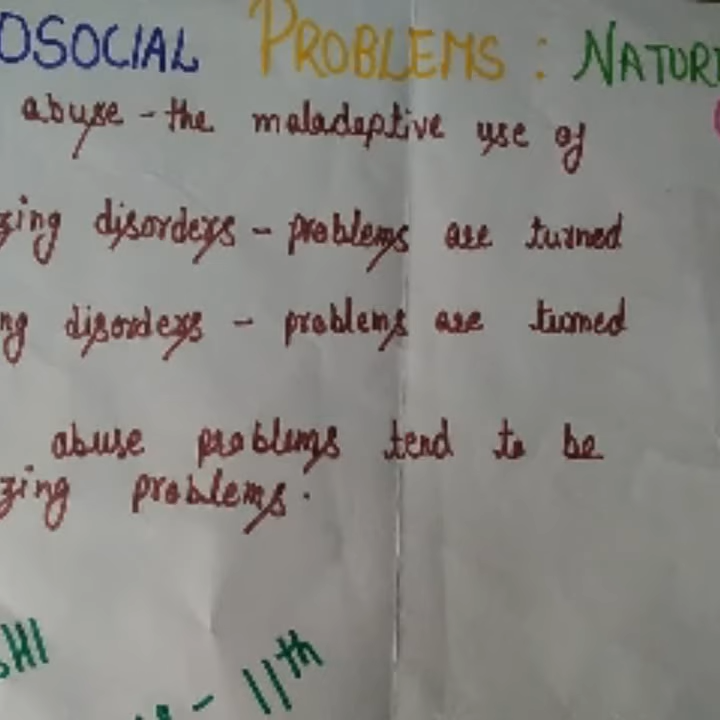 OSOCIAL PROBLEMS : NATUR
abuse - the maladaptive use of
zing disorders - problems are turned
ng disorders - problems are turned
abuse problems tend to be
zing problems.
SHI
- 11th